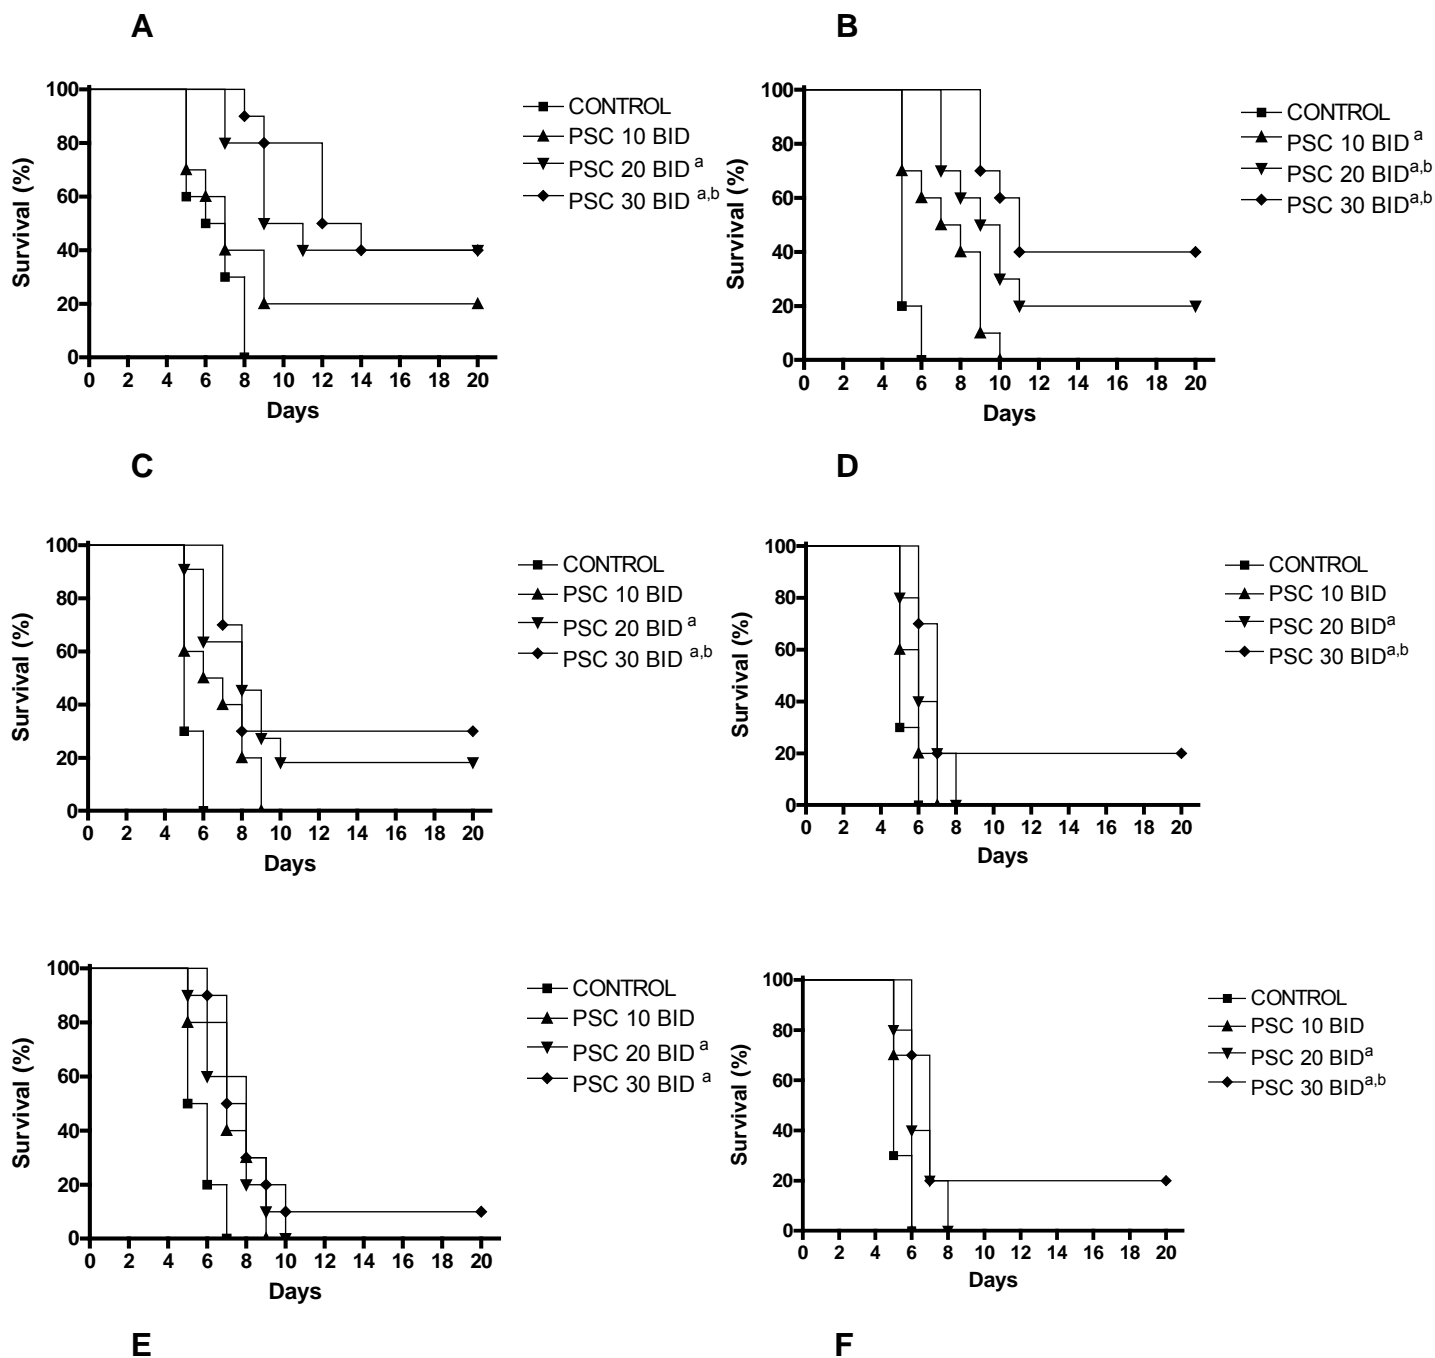 A
B
100
80
60
40
20
0
Survival (%)
0 2 4 6 8 10 12 14 16 18 20
Days
CONTROL
PSC 10 BID
PSC 20 BID a
PSC 30 BID a,b
100
80
60
40
20
0
Survival (%)
0 2 4 6 8 10 12 14 16 18 20
Days
CONTROL
PSC 10 BID a
PSC 20 BID a,b
PSC 30 BID a,b
C
D
100
80
60
40
20
0
Survival (%)
0 2 4 6 8 10 12 14 16 18 20
Days
CONTROL
PSC 10 BID
PSC 20 BID a
PSC 30 BID a,b
100
80
60
40
20
0
Survival (%)
0 2 4 6 8 10 12 14 16 18 20
Days
CONTROL
PSC 10 BID
PSC 20 BID a
PSC 30 BID a,b
100
80
60
40
20
0
Survival (%)
0 2 4 6 8 10 12 14 16 18 20
Days
CONTROL
PSC 10 BID
PSC 20 BID a
PSC 30 BID a
100
80
60
40
20
0
Survival (%)
0 2 4 6 8 10 12 14 16 18 20
Days
CONTROL
PSC 10 BID
PSC 20 BID a
PSC 30 BID a,b
E
F